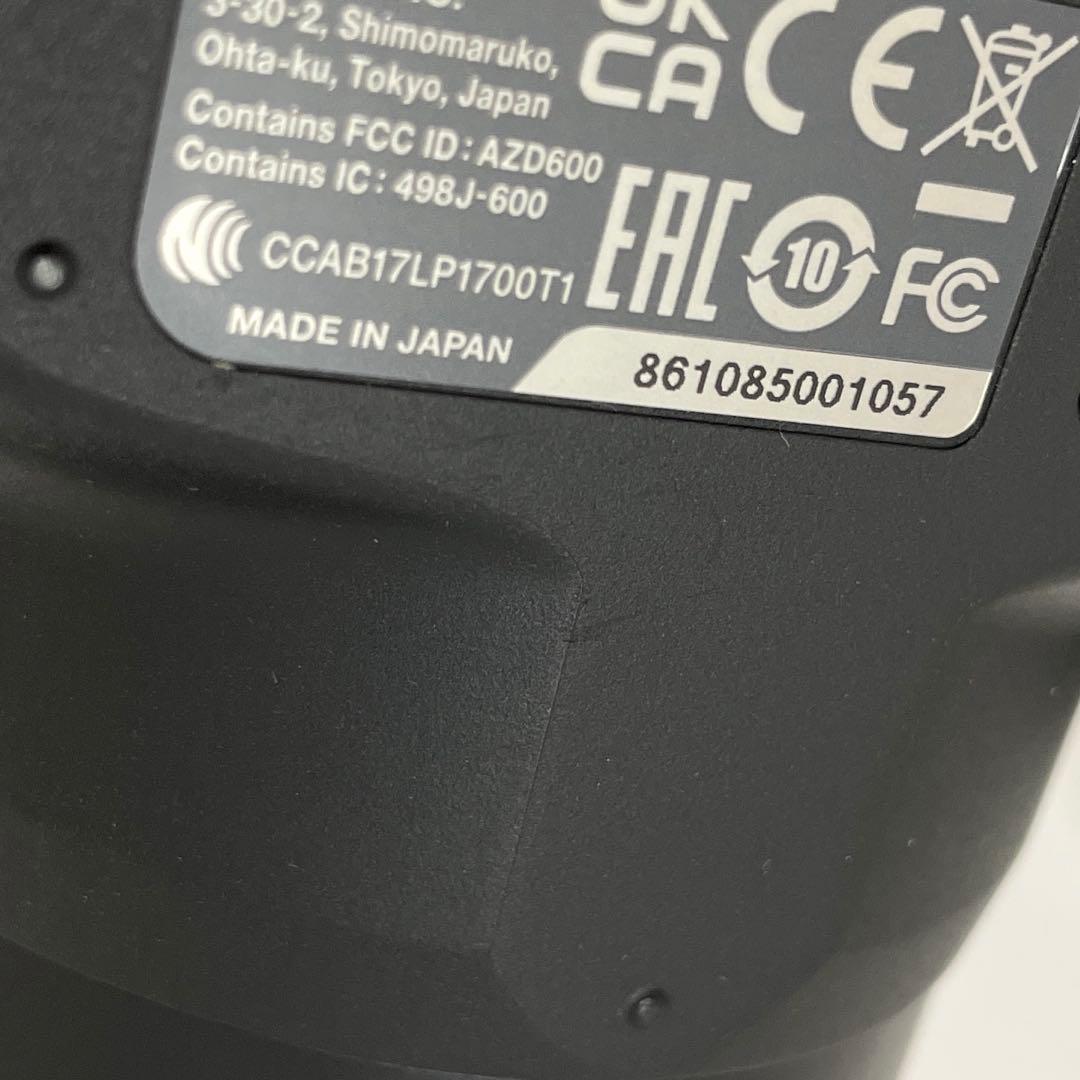 3-30-2, Shimomaruko,
Ohta-ku, Tokyo, Japan
Contains FCC ID: AZD600
Contains IC: 498J-600
CCAB17LP1700T1
MADE IN JAPAN
UK
CA
CE
EAC
10
FC
861085001057